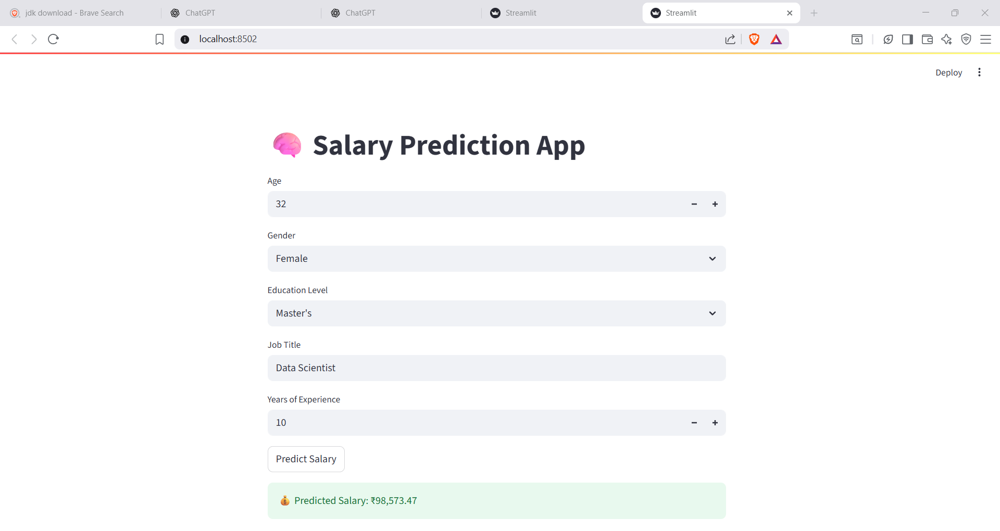 jdk download - Brave Search
ChatGPT
ChatGPT
Streamlit
Streamlit
localhost:8502
Deploy
Salary Prediction App
Age
32
Gender
Female
Education Level
Master's
Job Title
Data Scientist
Years of Experience
10
Predict Salary
Predicted Salary: ₹98,573.47